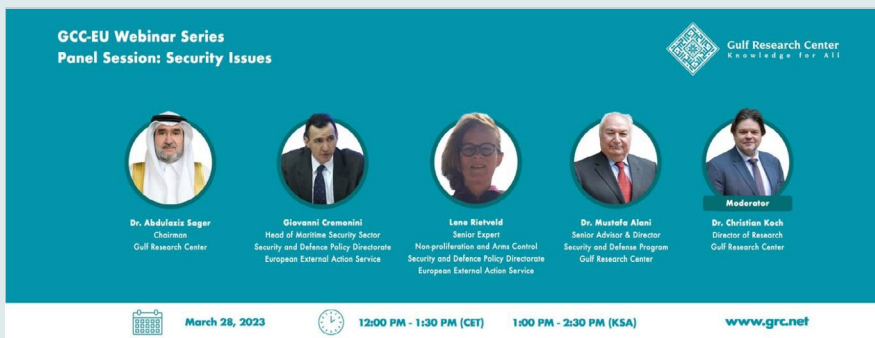 GCC-EU Webinar Series
Panel Session: Security Issues
Gulf Research Center
Knowledge for All
Dr. Abdulaziz Sager
Chairman
Gulf Research Center
Giovanni Cremonini
Head of Maritime Security Sector
Security and Defence Policy Directorate
European External Action Service
Lene Rietveld
Senior Expert
Non-proliferation and Arms Control
Security and Defence Policy Directorate
European External Action Service
Dr. Mustafa Alani
Senior Advisor & Director
Security and Defense Program
Gulf Research Center
Moderator
Dr. Christian Koch
Director of Research
Gulf Research Center
March 28, 2023
12:00 PM - 1:30 PM (CET)
1:00 PM - 2:30 PM (KSA)
www.grc.net